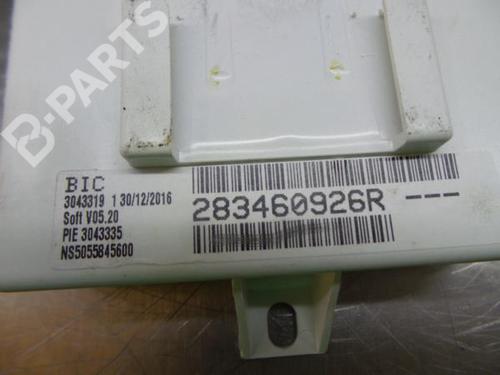 B-PARTS
BIC
3043319 1 30/12/2016
Soft V05.20
PIE 3043335
NS5055845600
283460926R ---